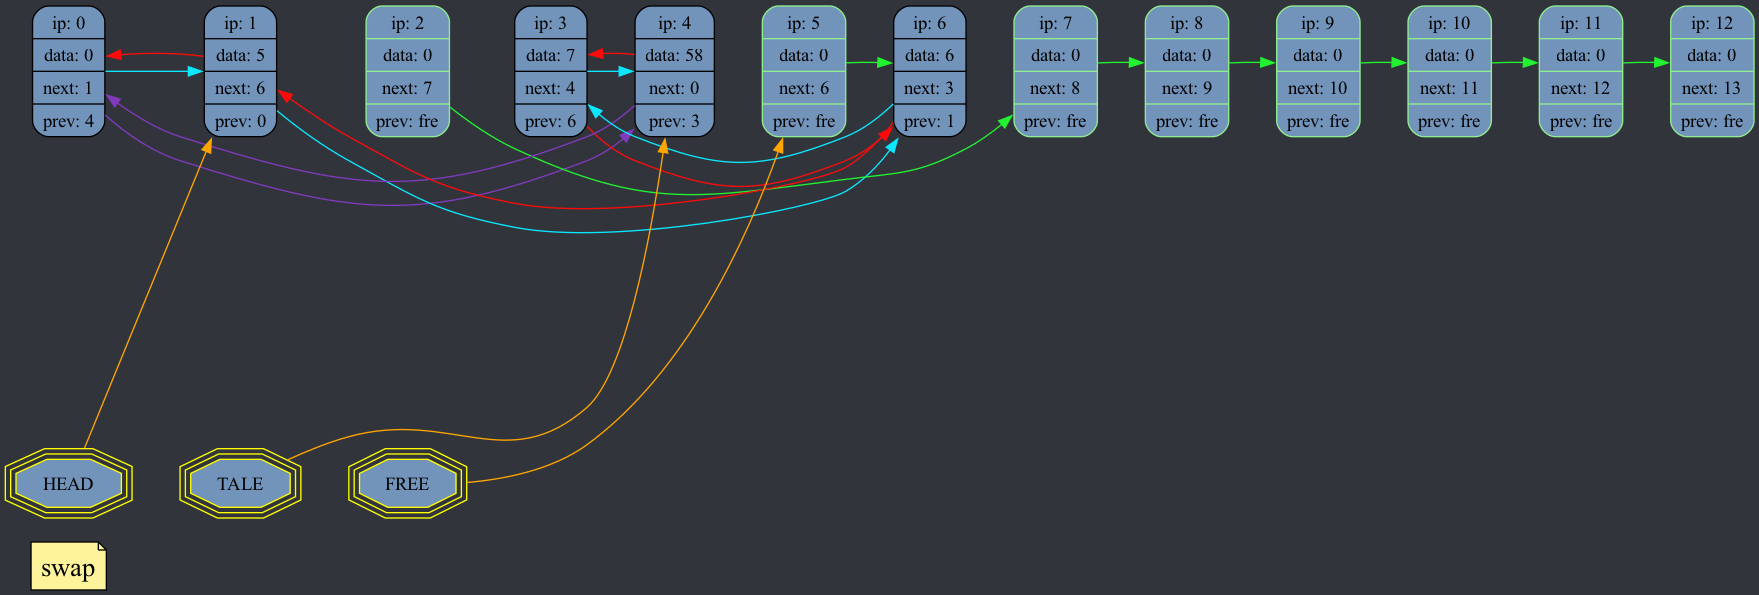 ip: 0
data: 0
next: 1
prev: 4
ip: 1
data: 5
next: 6
prev: 0
ip: 2
data: 0
next: 7
prev: fre
ip: 3
data: 7
next: 4
prev: 6
ip: 4
data: 58
next: 0
prev: 3
ip: 5
data: 0
next: 6
prev: fre
ip: 6
data: 6
next: 3
prev: 1
ip: 7
data: 0
next: 8
prev: fre
ip: 8
data: 0
next: 9
prev: fre
ip: 9
data: 0
next: 10
prev: fre
ip: 10
data: 0
next: 11
prev: fre
ip: 11
data: 0
next: 12
prev: fre
ip: 12
data: 0
next: 13
prev: fre
HEAD
TALE
FREE
swap